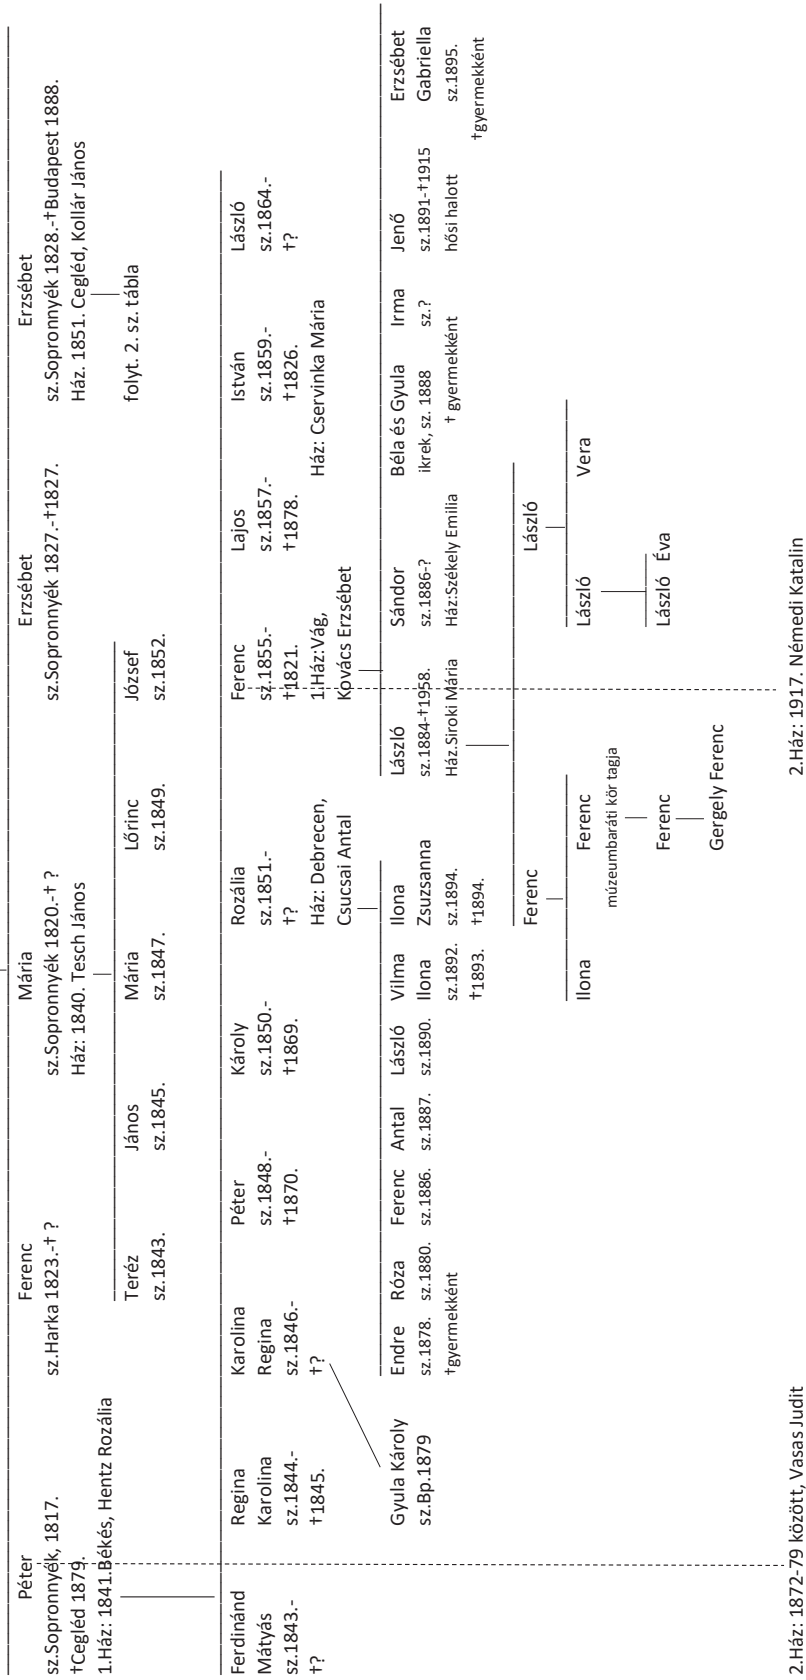 Péter
sz.Sopronnyék, 1817.
†Cegléd 1879.
1.Ház: 1841.Békés, Hentz Rozália
Ferenc
sz.Harka 1823.-† ?
Mária
sz.Sopronnyék 1820.-† ?
Ház: 1840. Tesch János
Erzsébet
sz.Sopronnyék 1827.-†1827.
Erzsébet
sz.Sopronnyék 1828.-†Budapest 1888.
Ház. 1851. Cegléd, Kollár János
folyt. 2. sz. tábla
Teréz
sz.1843.
János
sz.1845.
Mária
sz.1847.
Lőrinc
sz.1849.
József
sz.1852.
Ferdinánd
Mátyás
sz.1843.-
†?
Regina
Karolina
sz.1844.-
†1845.
Karolina
Regina
sz.1846.-
†?
Péter
sz.1848.-
†1870.
Károly
sz.1850.-
†1869.
Rozália
sz.1851.-
†?
Ház: Debrecen,
Csucsai Antal
Ferenc
sz.1855.-
†1821.
1.Ház:Vág,
Kovács Erzsébet
Lajos
sz.1857.-
†1878.
István
sz.1859.-
†1826.
Ház: Cservinka Mária
László
sz.1864.-
†?
Gyula Károly
sz.Bp.1879
Endre
sz.1878.
†gyermekként
Róza
sz.1880.
Ferenc
sz.1886.
Antal
sz.1887.
László
sz.1890.
Vilma
Ilona
sz.1892.
†1893.
Ilona
Zsuzsanna
sz.1894.
†1894.
László
sz.1884-†1958.
Ház.Siroki Mária
Sándor
sz.1886-?
Ház:Székely Emilia
Béla és Gyula
ikrek, sz. 1888
† gyermekként
Irma
sz.?
Jenő
sz.1891-†1915
hősi halott
Erzsébet
Gabriella
sz.1895.
†gyermekként
Ferenc
László
Ilona
Ferenc
múzeumbaráti kör tagja
Ferenc
Gergely Ferenc
László
Vera
László
Éva
2.Ház: 1872-79 között, Vasas Judit
2.Ház: 1917. Némedi Katalin